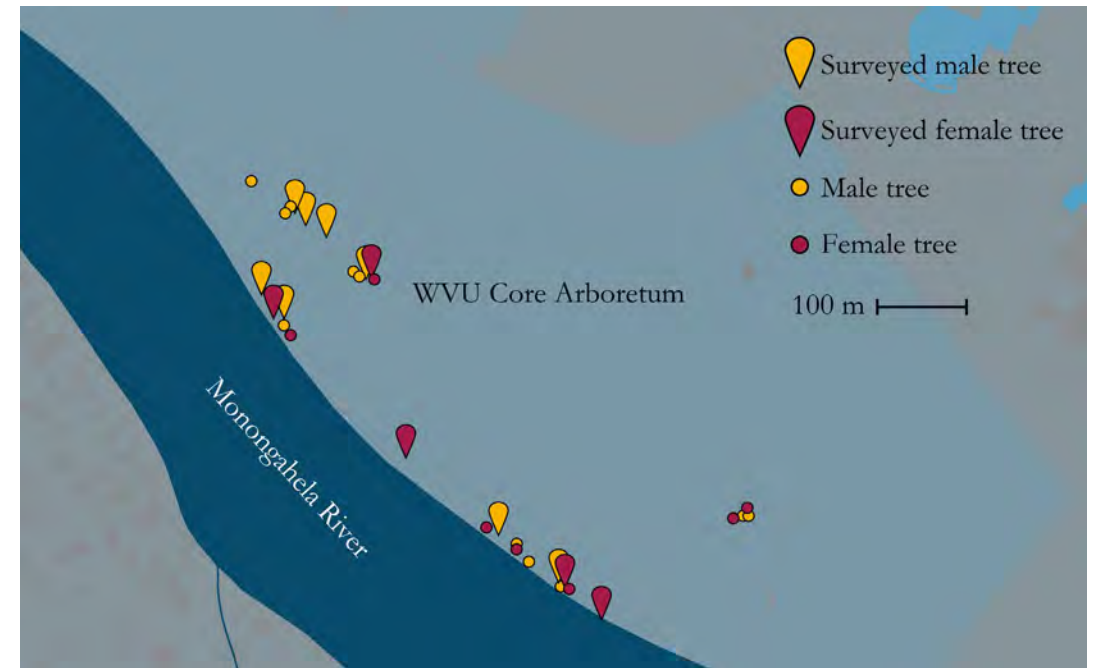 Surveyed male tree
Surveyed female tree
Male tree
Female tree
WVU Core Arboretum
100 m
Monongahela River